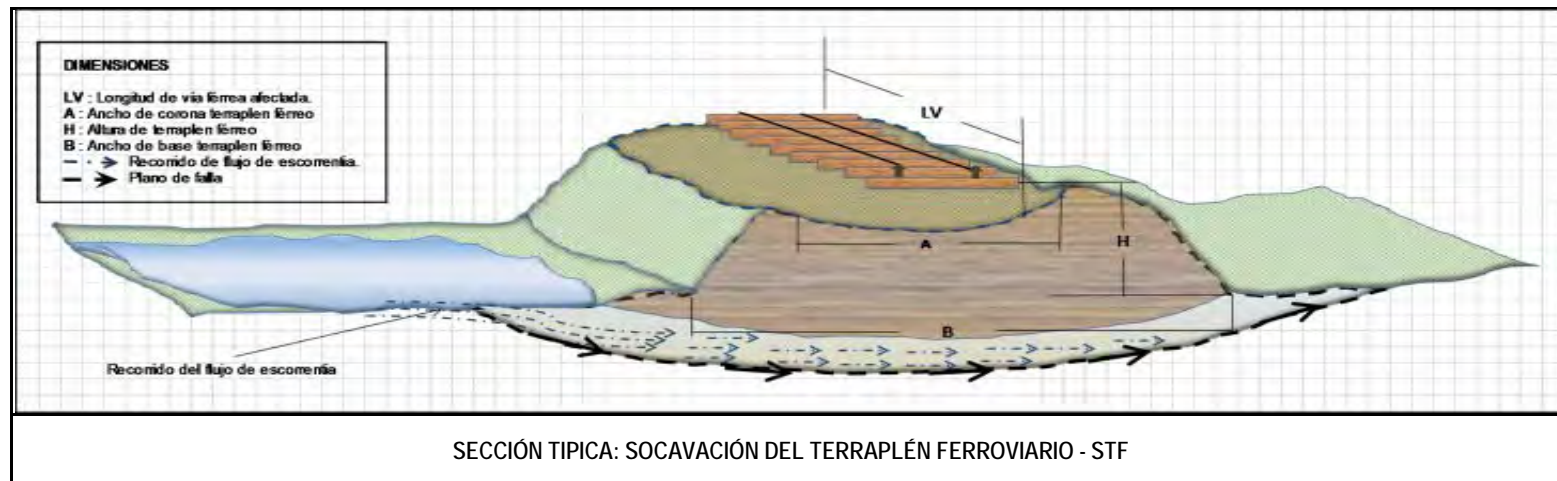 DIMENSIONES
LV : Longitud de vía férrea afectada.
A : Ancho de corona terraplen férreo
H : Altura de terraplen férreo
B : Ancho de base terraplen férreo
Recorrido de flujo de escorrentía.
Plano de falla
LV
A
H
B
Recorrido del flujo de escorrentía
SECCIÓN TIPICA: SOCAVACIÓN DEL TERRAPLÉN FERROVIARIO - STF